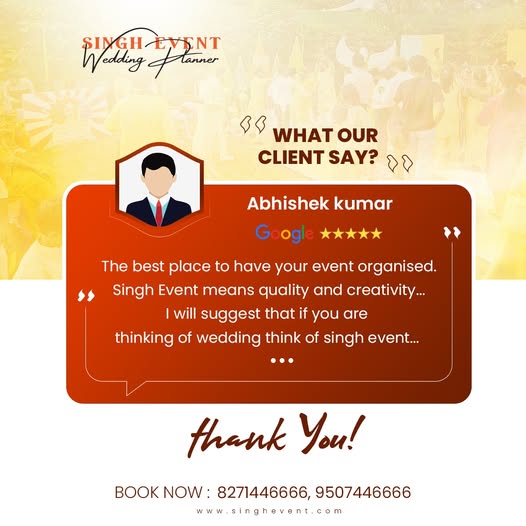 SINGH EVENT
Wedding Planner
WHAT OUR
CLIENT SAY?
Abhishek kumar
Google ★★★★★
The best place to have your event organised.
Singh Event means quality and creativity...
I will suggest that if you are
thinking of wedding think of singh event...
•••
thank You!
BOOK NOW : 8271446666, 9507446666
www.singhevent.com